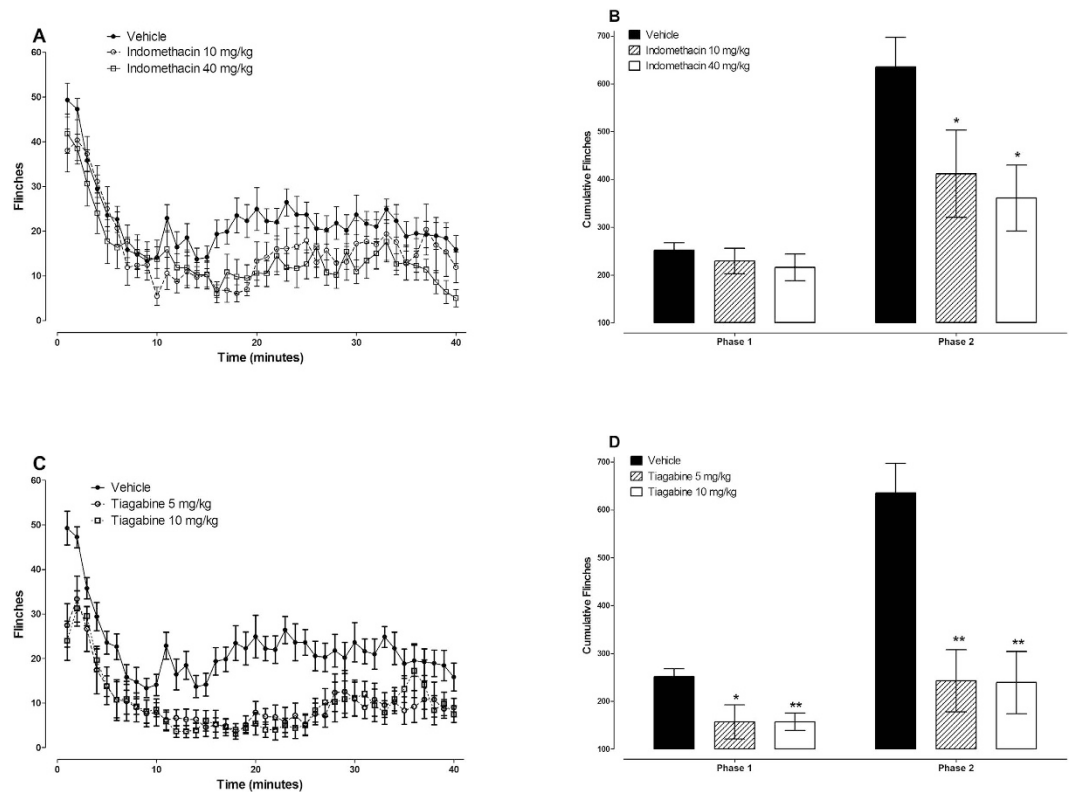 A
Vehicle
Indomethacin 10 mg/kg
Indomethacin 40 mg/kg
60
50
40
30
20
10
0
Flinches
0 10 20 30 40
Time (minutes)
B
Vehicle
Indomethacin 10 mg/kg
Indomethacin 40 mg/kg
700
600
500
400
300
200
100
Cumulative Flinches
* *
Phase 1 Phase 2
C
Vehicle
Tiagabine 5 mg/kg
Tiagabine 10 mg/kg
60
50
40
30
20
10
0
Flinches
0 10 20 30 40
Time (minutes)
D
Vehicle
Tiagabine 5 mg/kg
Tiagabine 10 mg/kg
700
600
500
400
300
200
100
Cumulative Flinches
* ** ** **
Phase 1 Phase 2